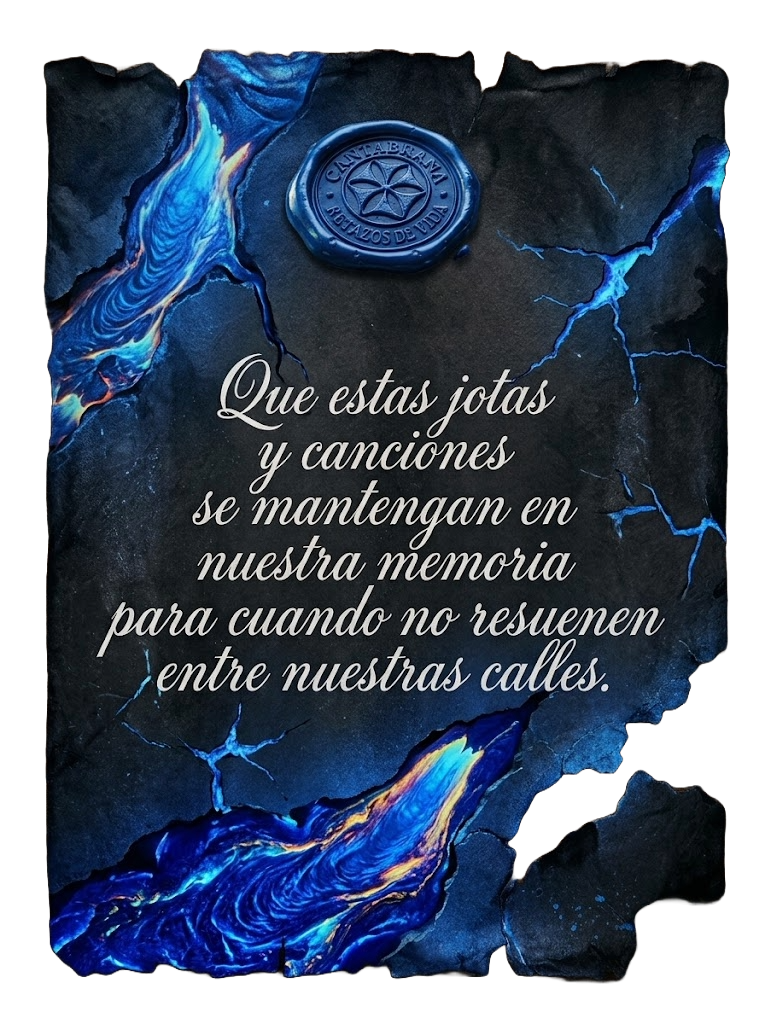 CANTABRANA
RETAZOS DE VIDA
Que estas jotas
y canciones
se mantengan en
nuestra memoria
para cuando no resuenen
entre nuestras calles.